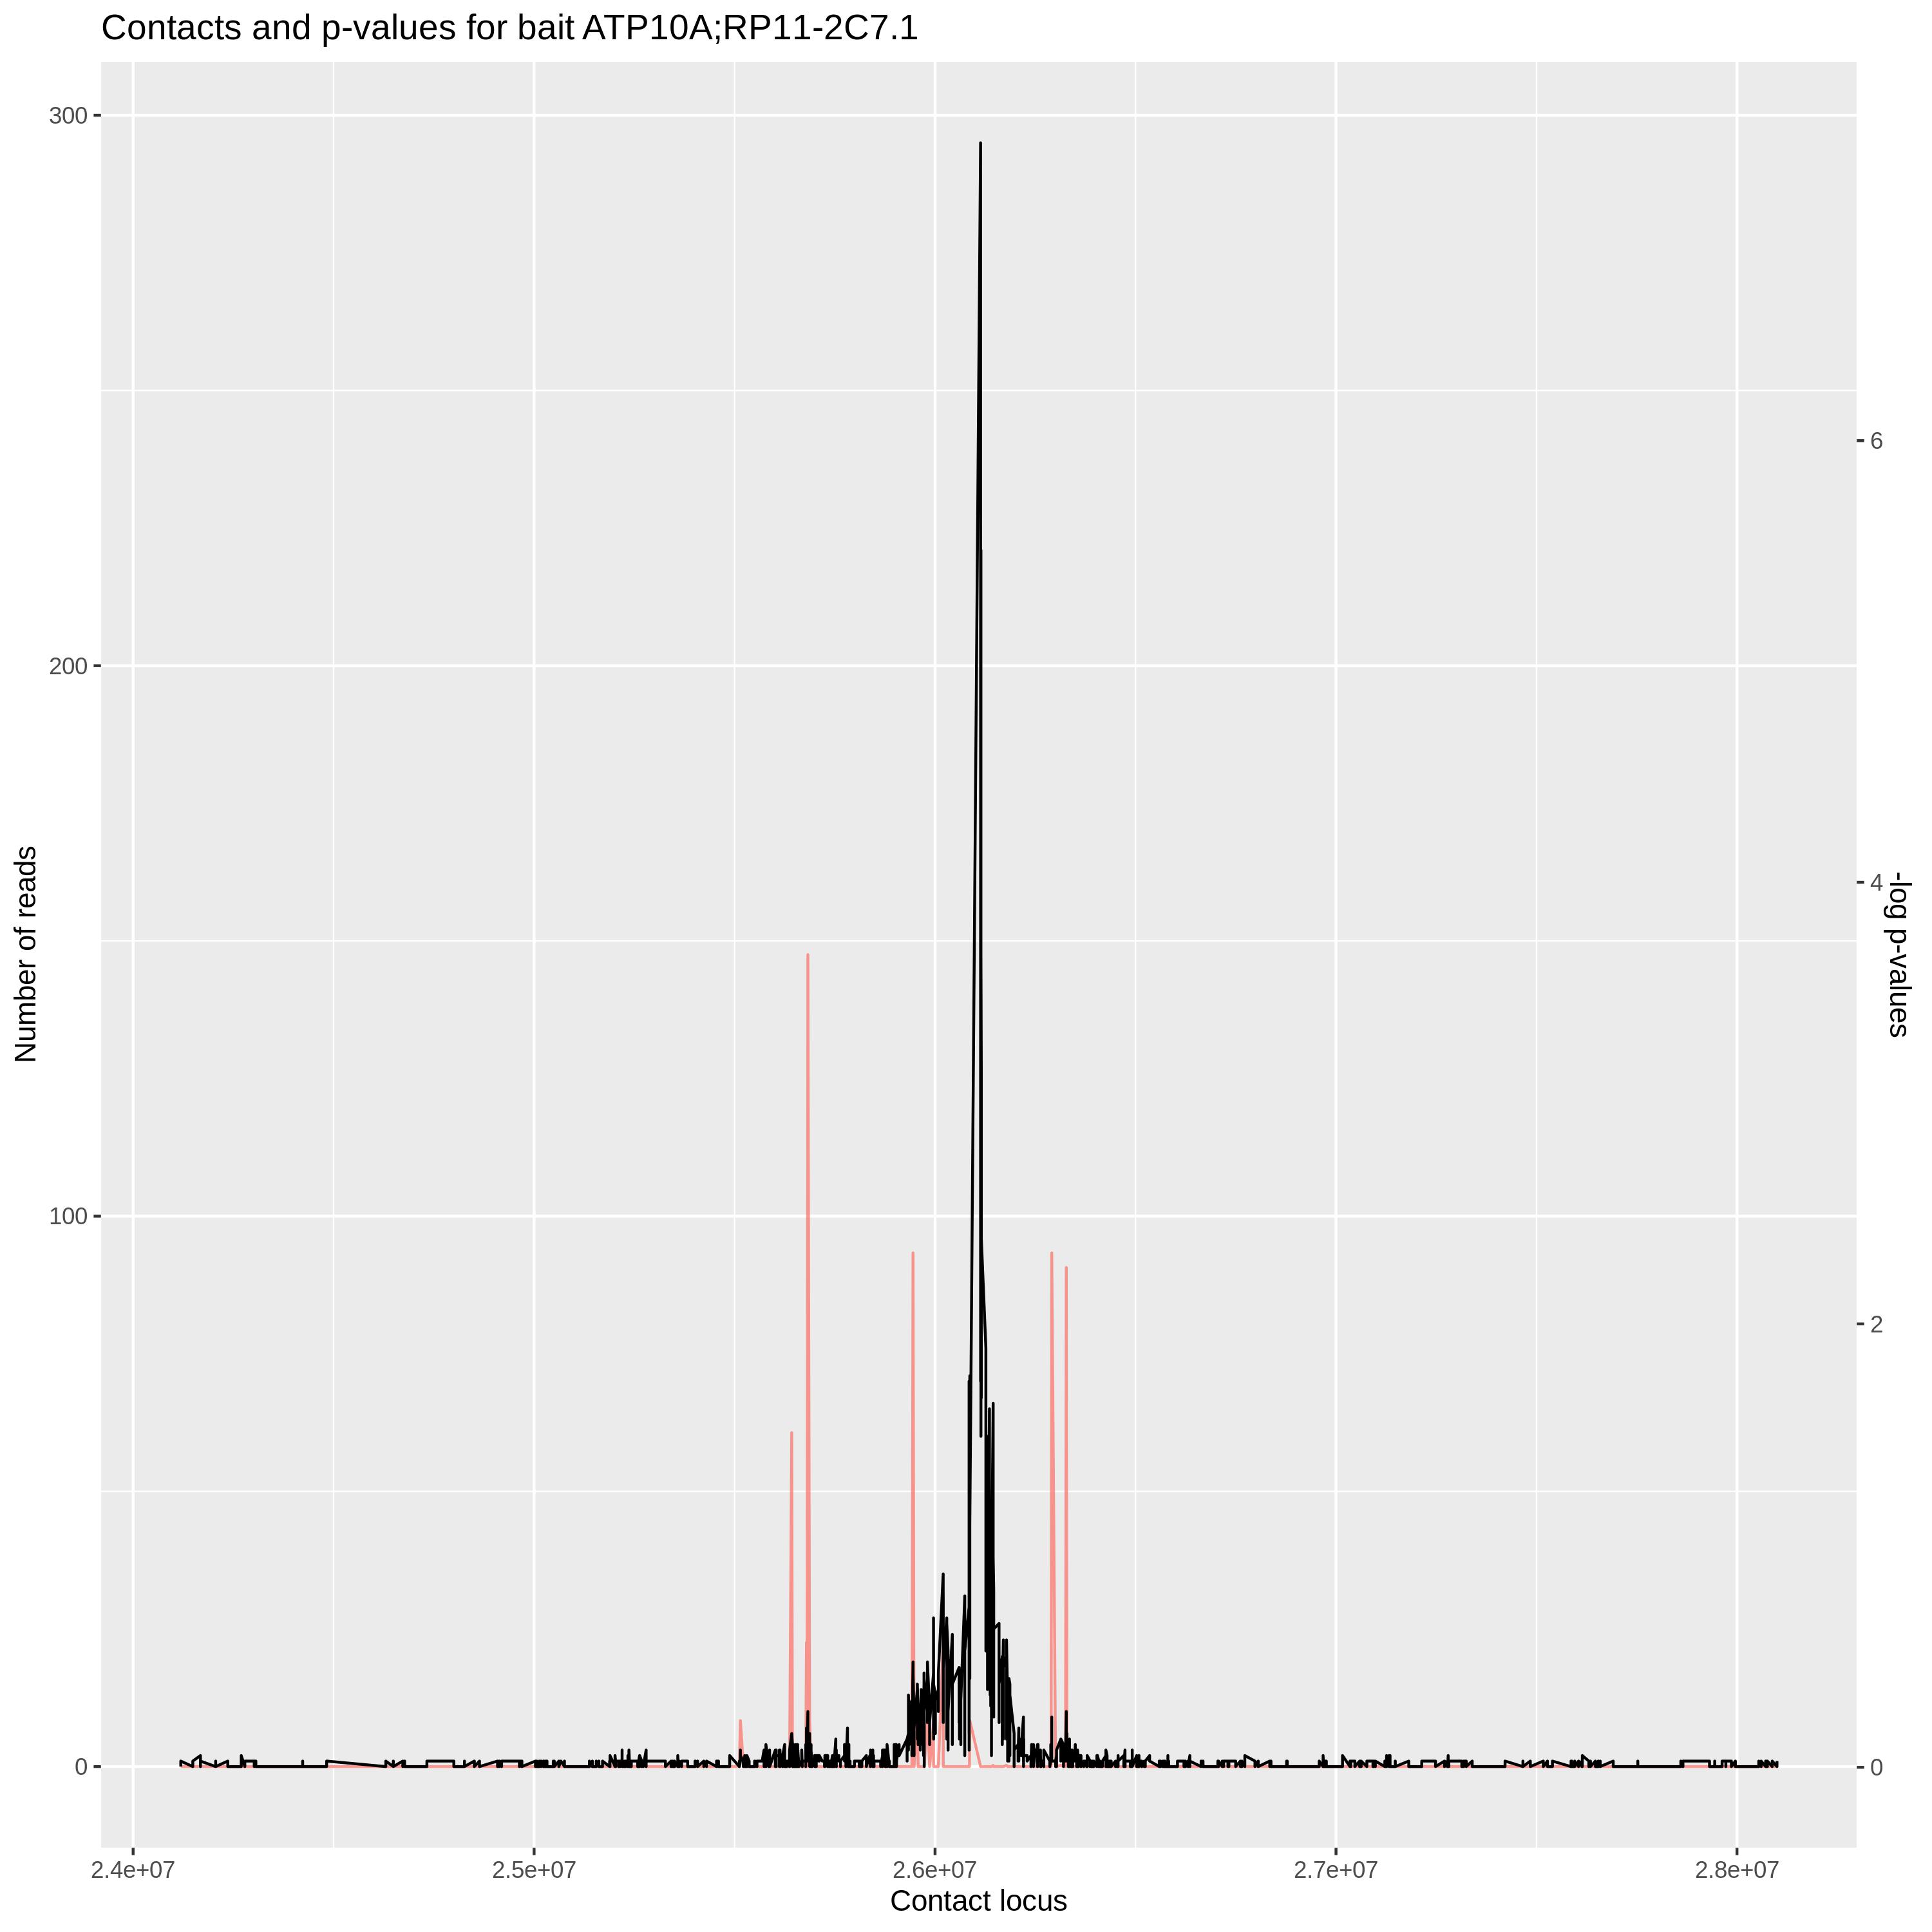 Contacts and p-values for bait ATP10A;RP11-2C7.1
300
200
100
0
Number of reads
6
4
2
0
-log p-values
2.4e+07 2.5e+07 2.6e+07 2.7e+07 2.8e+07
Contact locus